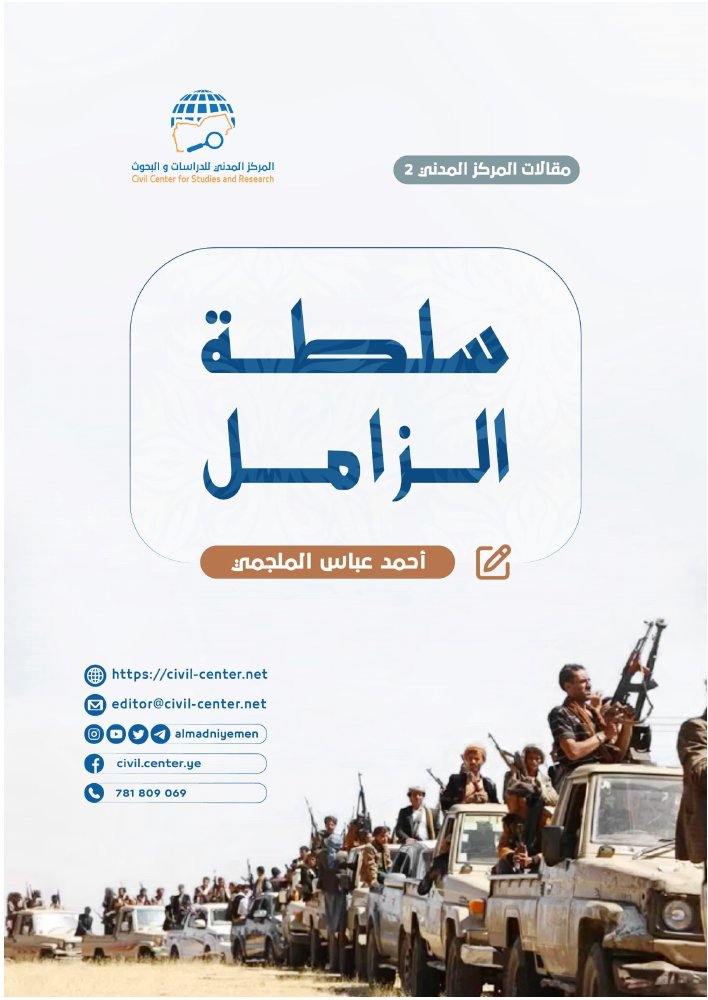 المركز المدني للدراسات و البحوث
Civil Center for Studies and Research
مقالات المركز المدني 2
سلطة
الزامل
أحمد عباس الملجمي
https://civil-center.net
editor@civil-center.net
almadniyemen
civil.center.ye
781 809 069